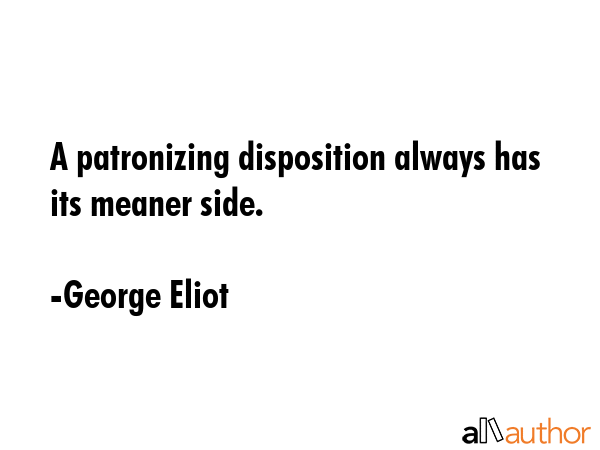 A patronizing disposition always has
its meaner side.
-George Eliot
allauthor